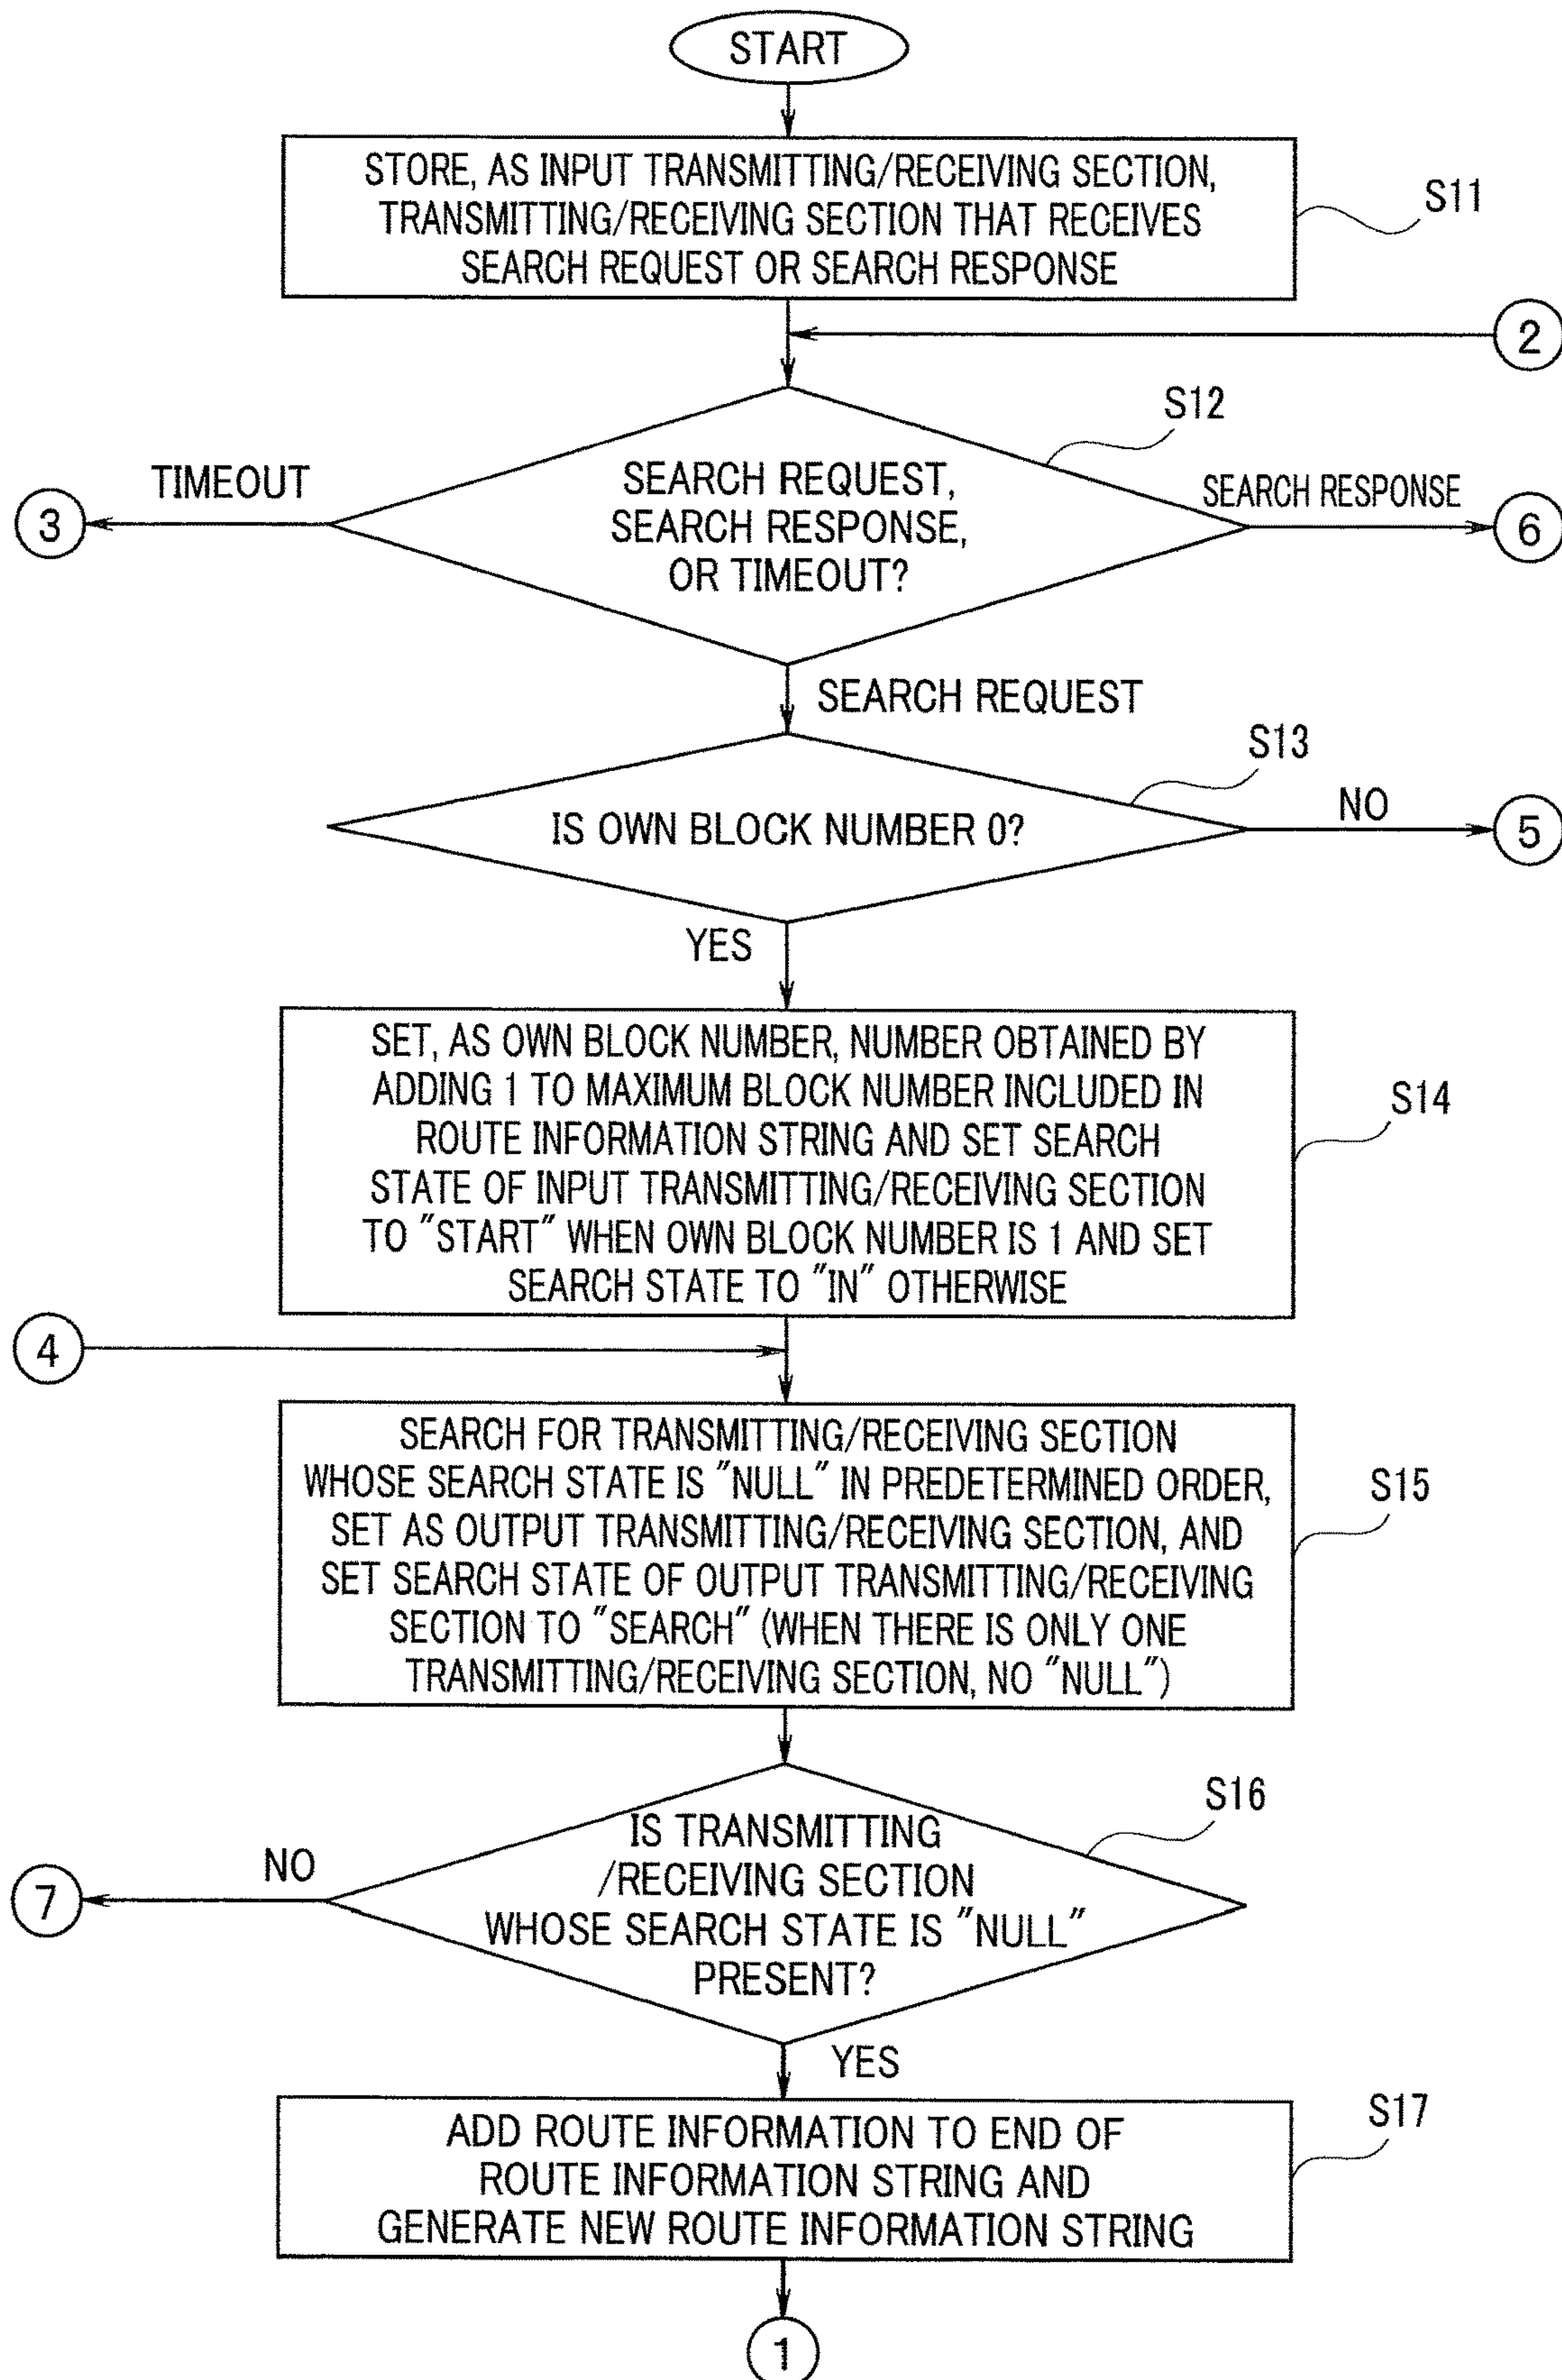 START
STORE, AS INPUT TRANSMITTING/RECEIVING SECTION,
TRANSMITTING/RECEIVING SECTION THAT RECEIVES
SEARCH REQUEST OR SEARCH RESPONSE
S11
2
S12
SEARCH REQUEST,
SEARCH RESPONSE,
OR TIMEOUT?
TIMEOUT
3
SEARCH RESPONSE
6
SEARCH REQUEST
S13
IS OWN BLOCK NUMBER 0?
NO
5
YES
SET, AS OWN BLOCK NUMBER, NUMBER OBTAINED BY
ADDING 1 TO MAXIMUM BLOCK NUMBER INCLUDED IN
ROUTE INFORMATION STRING AND SET SEARCH
STATE OF INPUT TRANSMITTING/RECEIVING SECTION
TO "START" WHEN OWN BLOCK NUMBER IS 1 AND SET
SEARCH STATE TO "IN" OTHERWISE
S14
4
SEARCH FOR TRANSMITTING/RECEIVING SECTION
WHOSE SEARCH STATE IS "NULL" IN PREDETERMINED ORDER,
SET AS OUTPUT TRANSMITTING/RECEIVING SECTION, AND
SET SEARCH STATE OF OUTPUT TRANSMITTING/RECEIVING
SECTION TO "SEARCH" (WHEN THERE IS ONLY ONE
TRANSMITTING/RECEIVING SECTION, NO "NULL")
S15
S16
IS TRANSMITTING
/RECEIVING SECTION
WHOSE SEARCH STATE IS "NULL"
PRESENT?
NO
7
YES
ADD ROUTE INFORMATION TO END OF
ROUTE INFORMATION STRING AND
GENERATE NEW ROUTE INFORMATION STRING
S17
1